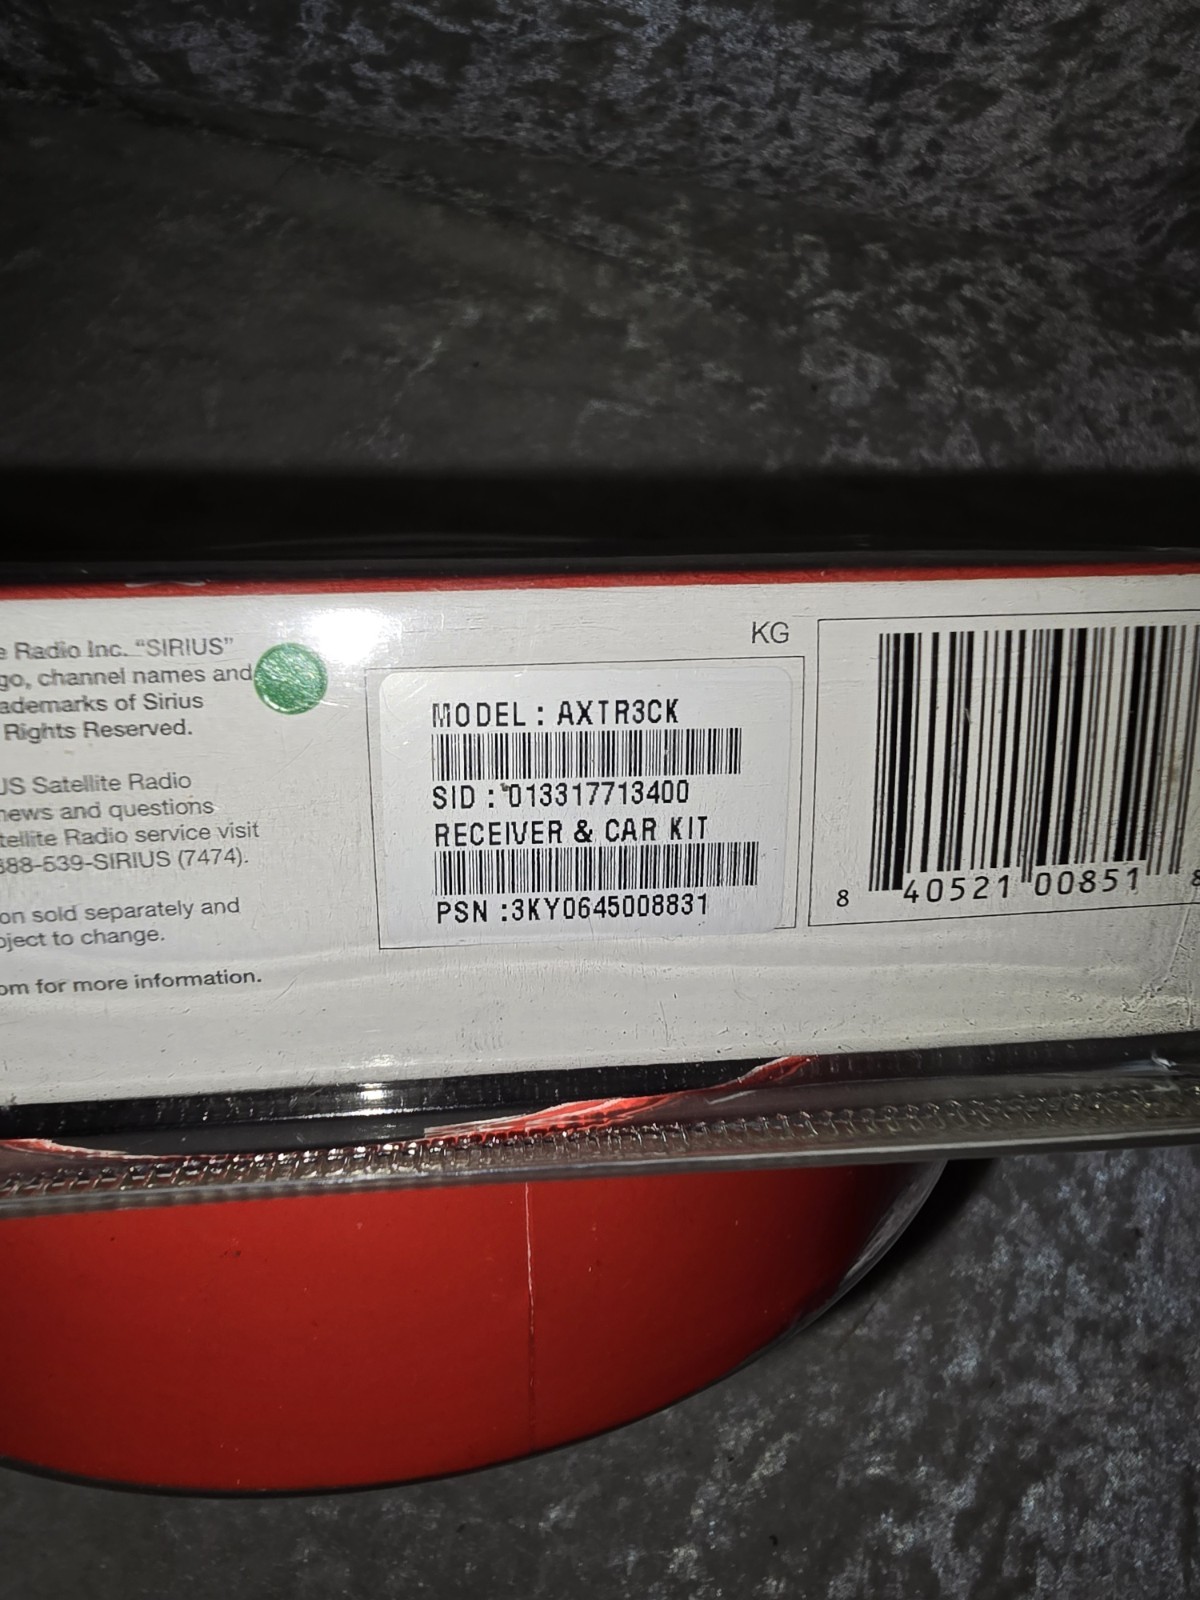 Radio Inc. “SIRIUS”
go, channel names and
ademarks of Sirius
Rights Reserved.
US Satellite Radio
news and questions
tellite Radio service visit
888-539-SIRIUS (7474).
on sold separately and
bject to change.
om for more information.
KG
MODEL : AXTR3CK
SID : 013317713400
RECEIVER & CAR KIT
PSN :3KY0645008831
8 40521 00851 8